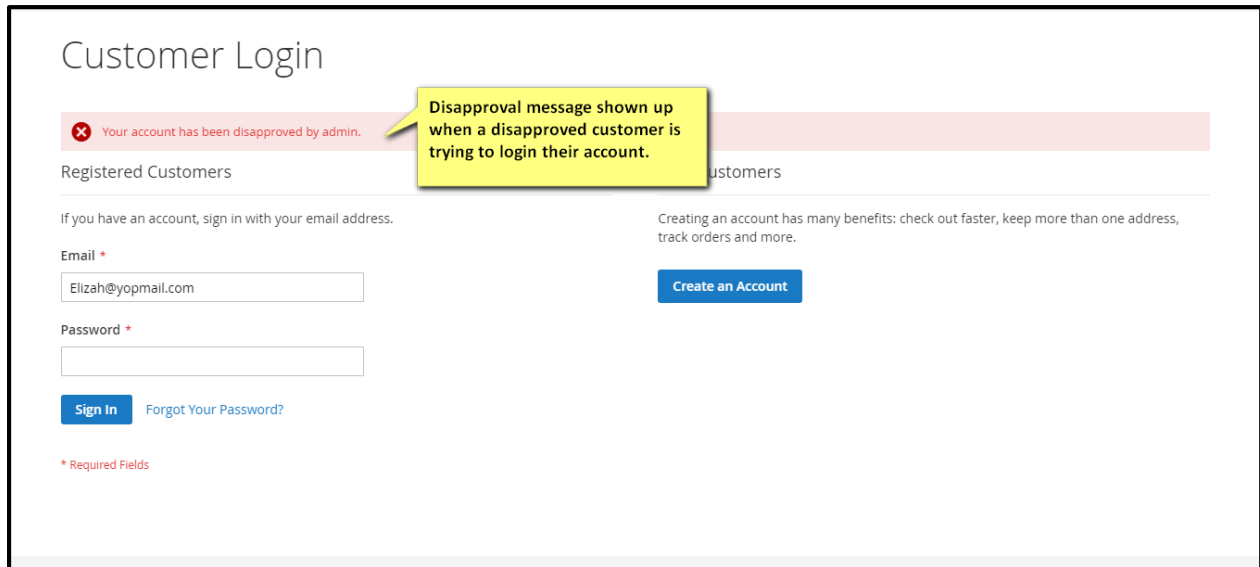 Customer Login
Your account has been disapproved by admin.
Disapproval message shown up
when a disapproved customer is
trying to login their account.
Registered Customers
If you have an account, sign in with your email address.
Email *
Elizah@yopmail.com
Password *
Sign In
Forgot Your Password?
* Required Fields
ustomers
Creating an account has many benefits: check out faster, keep more than one address,
track orders and more.
Create an Account